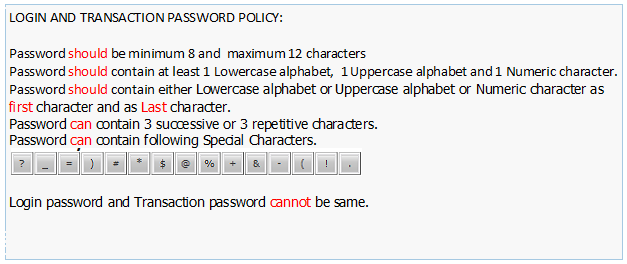 LOGIN AND TRANSACTION PASSWORD POLICY:
Password should be minimum 8 and maximum 12 characters
Password should contain at least 1 Lowercase alphabet, 1 Uppercase alphabet and 1 Numeric character.
Password should contain either Lowercase alphabet or Uppercase alphabet or Numeric character as
first character and as Last character.
Password can contain 3 successive or 3 repetitive characters.
Password can contain following Special Characters.
? _ = ) # * $ @ % + & - ( ! .
Login password and Transaction password cannot be same.